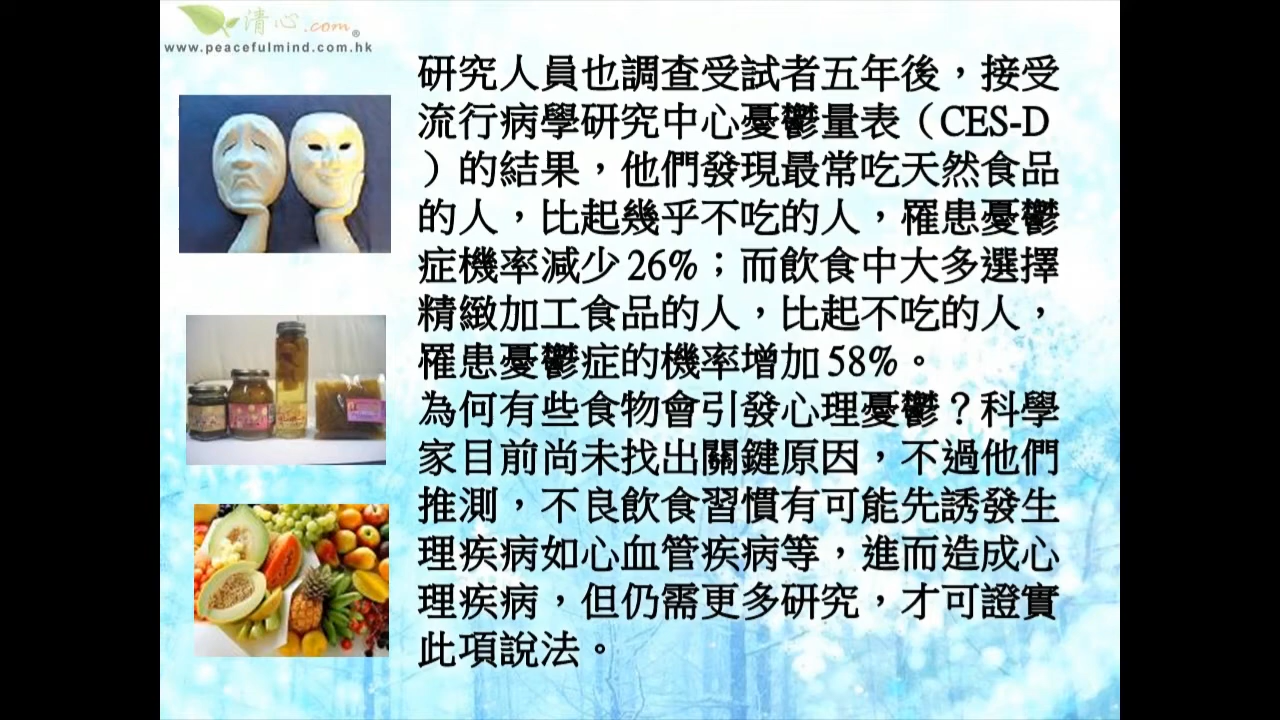 清心.com®
www.peacefulmind.com.hk
研究人員也調查受試者五年後，接受
流行病學研究中心憂鬱量表（CES-D
）的結果，他們發現最常吃天然食品
的人，比起幾乎不吃的人，罹患憂鬱
症機率減少26%；而飲食中大多選擇
精緻加工食品的人，比起不吃的人，
罹患憂鬱症的機率增加58%。
為何有些食物會引發心理憂鬱？科學
家目前尚未找出關鍵原因，不過他們
推測，不良飲食習慣有可能先誘發生
理疾病如心血管疾病等，進而造成心
理疾病，但仍需更多研究，才可證實
此項說法。